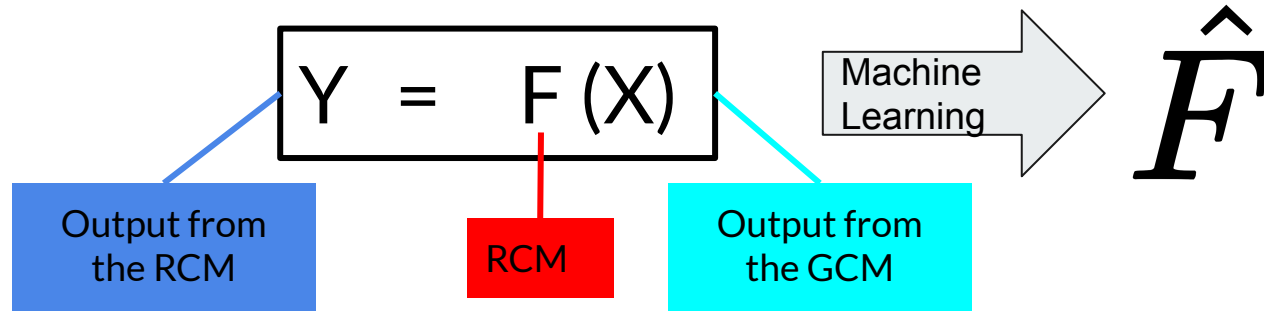 Y = F (X)
Machine
Learning
F̂
Output from
the RCM
RCM
Output from
the GCM